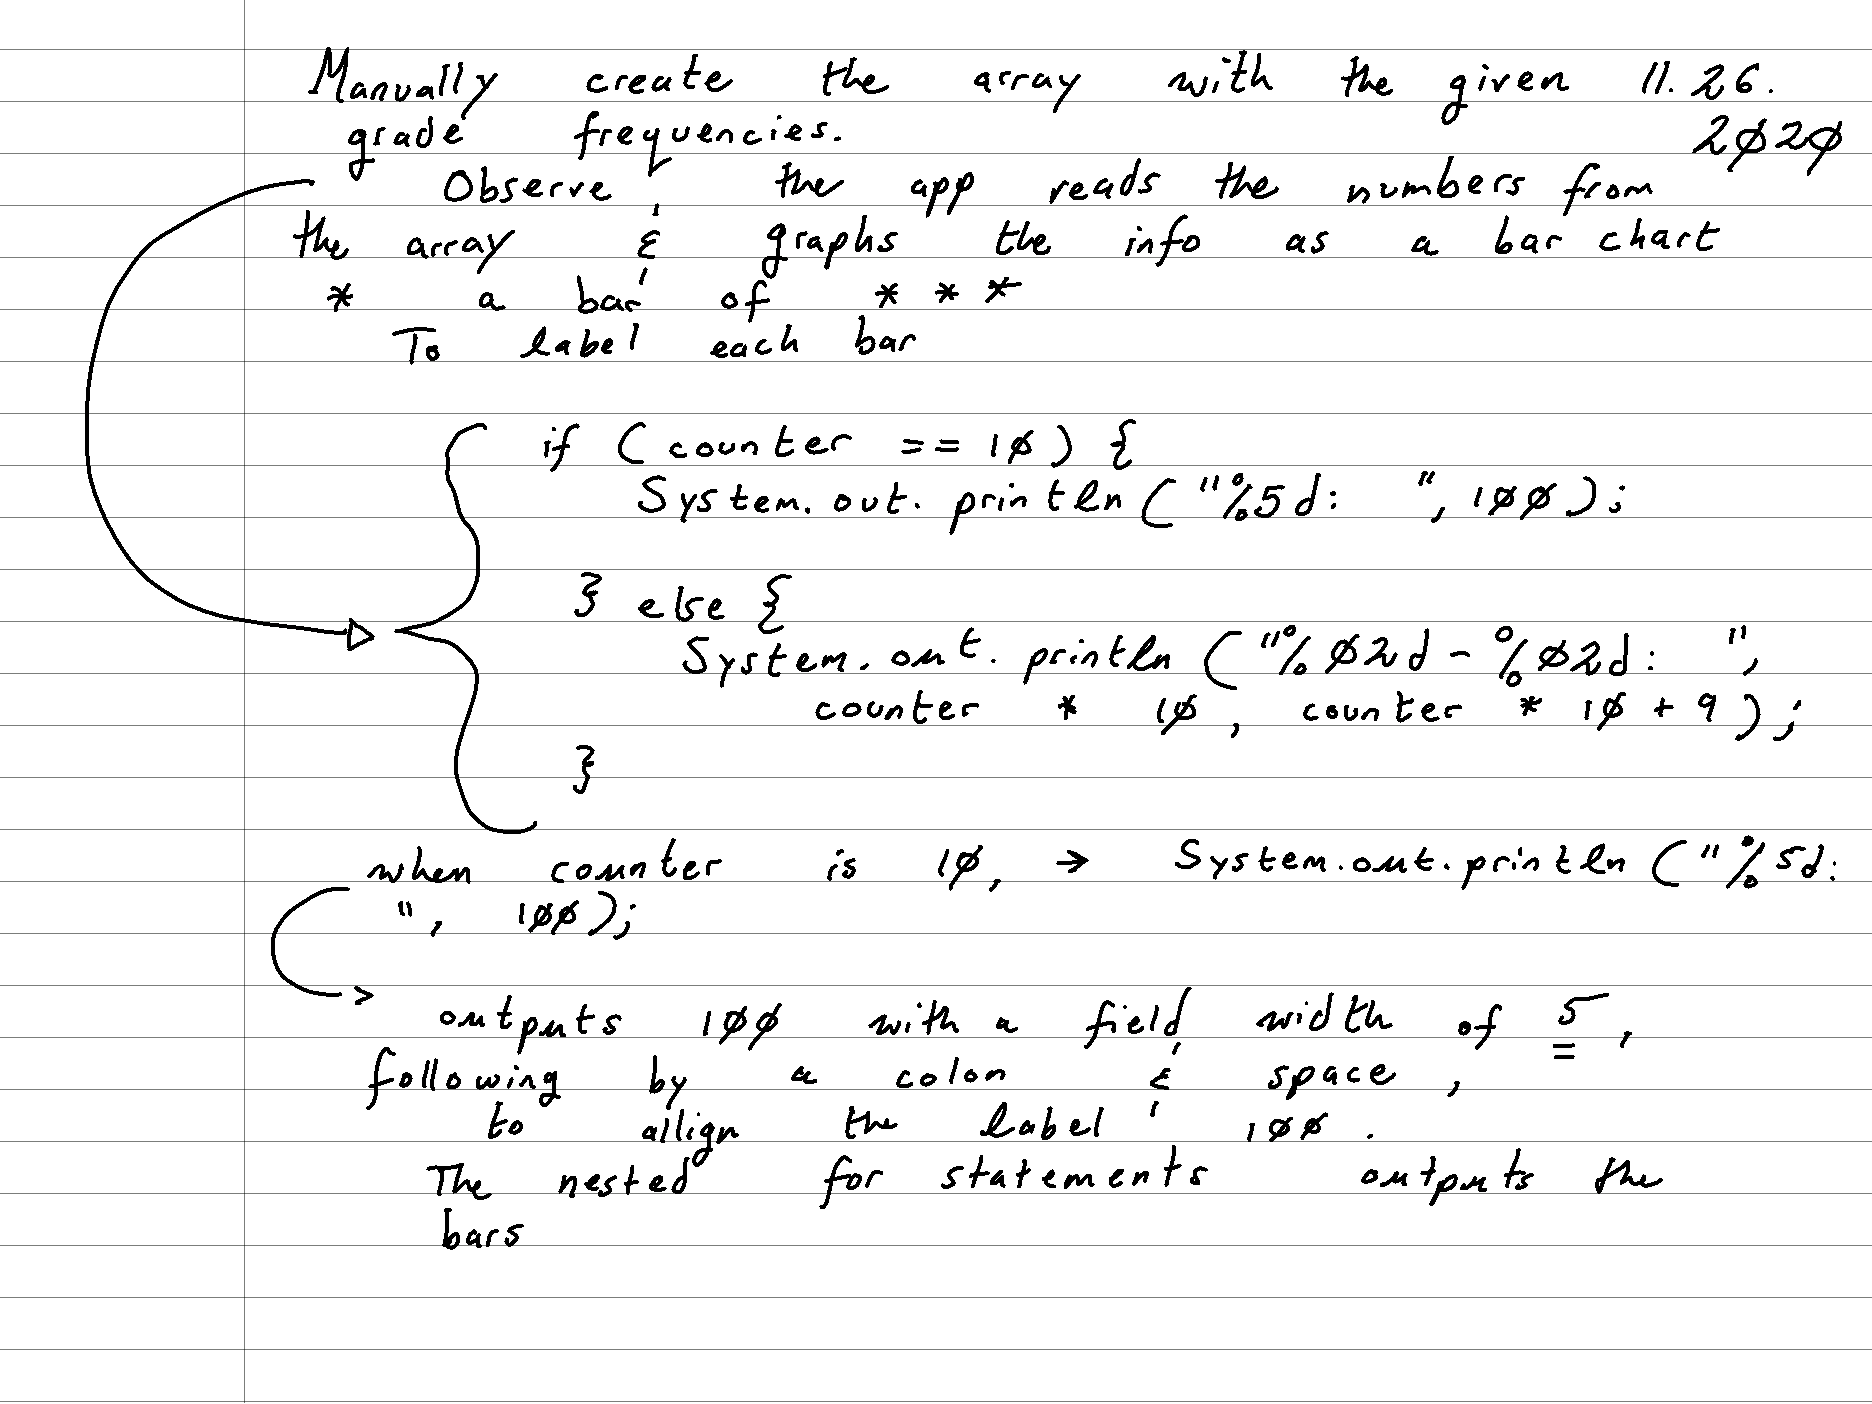 Manually create the array with the given 11.26.
grade frequencies. 2020
Observe, the app reads the numbers from
the array & graphs the info as a bar chart
* a bar of * * *
To label each bar
if (counter == 10) {
System.out.println("%5d: ", 100);
} else {
System.out.println("%02d-%02d: ",
counter * 10, counter * 10 + 9);
}
when counter is 10, → System.out.println("%5d:
", 100);
outputs 100 with a field width of 5,
following by a colon & space,
to allign the label 100.
The nested for statements outputs the
bars